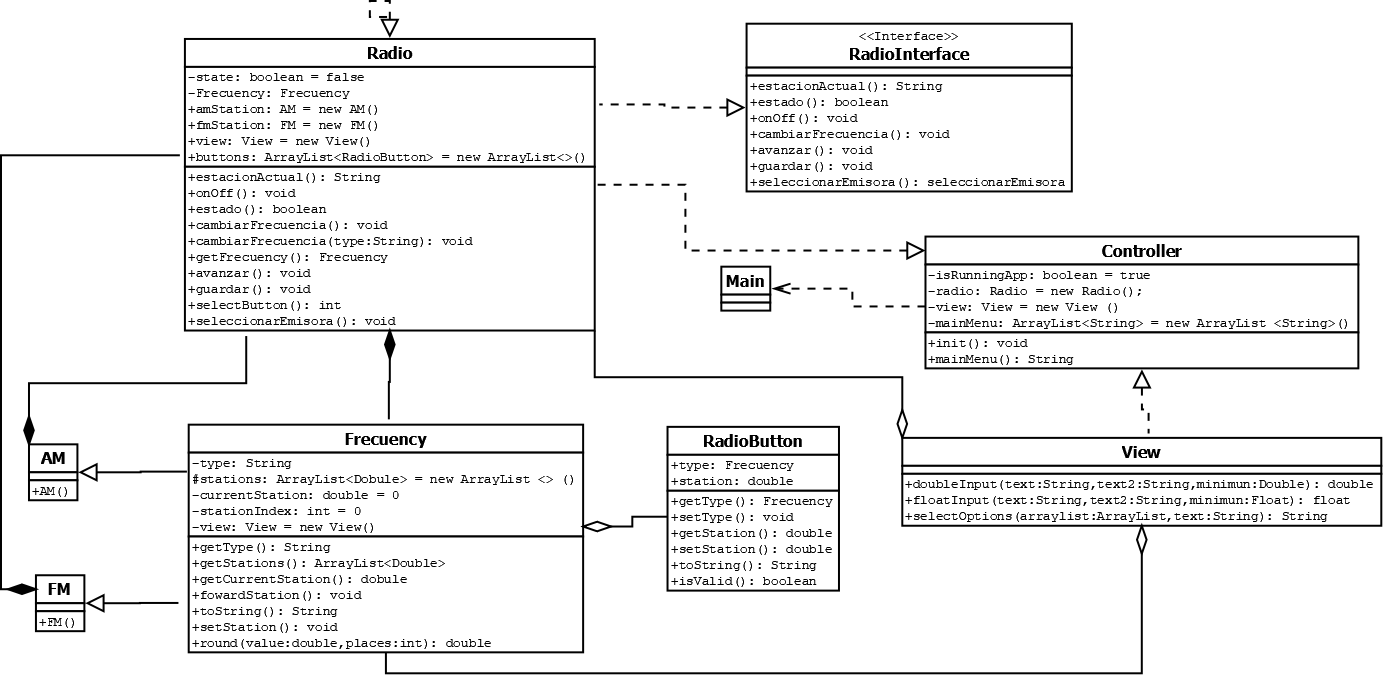 Radio
-state: boolean = false
-Frecuency: Frecuency
+amStation: AM = new AM()
+fmStation: FM = new FM()
+view: View = new View()
+buttons: ArrayList<RadioButton> = new ArrayList<>()
+estacionActual(): String
+onOff(): void
+estado(): boolean
+cambiarFrecuencia(): void
+cambiarFrecuencia(type:String): void
+getFrecuency(): Frecuency
+avanzar(): void
+guardar(): void
+selectButton(): int
+seleccionarEmisora(): void
<<Interface>>
RadioInterface
+estacionActual(): String
+estado(): boolean
+onOff(): void
+cambiarFrecuencia(): void
+avanzar(): void
+guardar(): void
+seleccionarEmisora(): seleccionarEmisora
Main
Controller
-isRunningApp: boolean = true
-radio: Radio = new Radio();
-view: View = new View ()
-mainMenu: ArrayList<String> = new ArrayList <String>()
+init(): void
+mainMenu(): String
AM
+AM()
FM
+FM()
Frecuency
-type: String
#stations: ArrayList<Dobule> = new ArrayList <> ()
-currentStation: double = 0
-stationIndex: int = 0
-view: View = new View()
+getType(): String
+getStations(): ArrayList<Double>
+getCurrentStation(): dobule
+fowardStation(): void
+toString(): String
+setStation(): void
+round(value:double,places:int): double
RadioButton
+type: Frecuency
+station: double
+getType(): Frecuency
+setType(): void
+getStation(): double
+setStation(): double
+toString(): String
+isValid(): boolean
View
+doubleInput(text:String,text2:String,minimun:Double): double
+floatInput(text:String,text2:String,minimun:Float): float
+selectOptions(arraylist:ArrayList,text:String): String